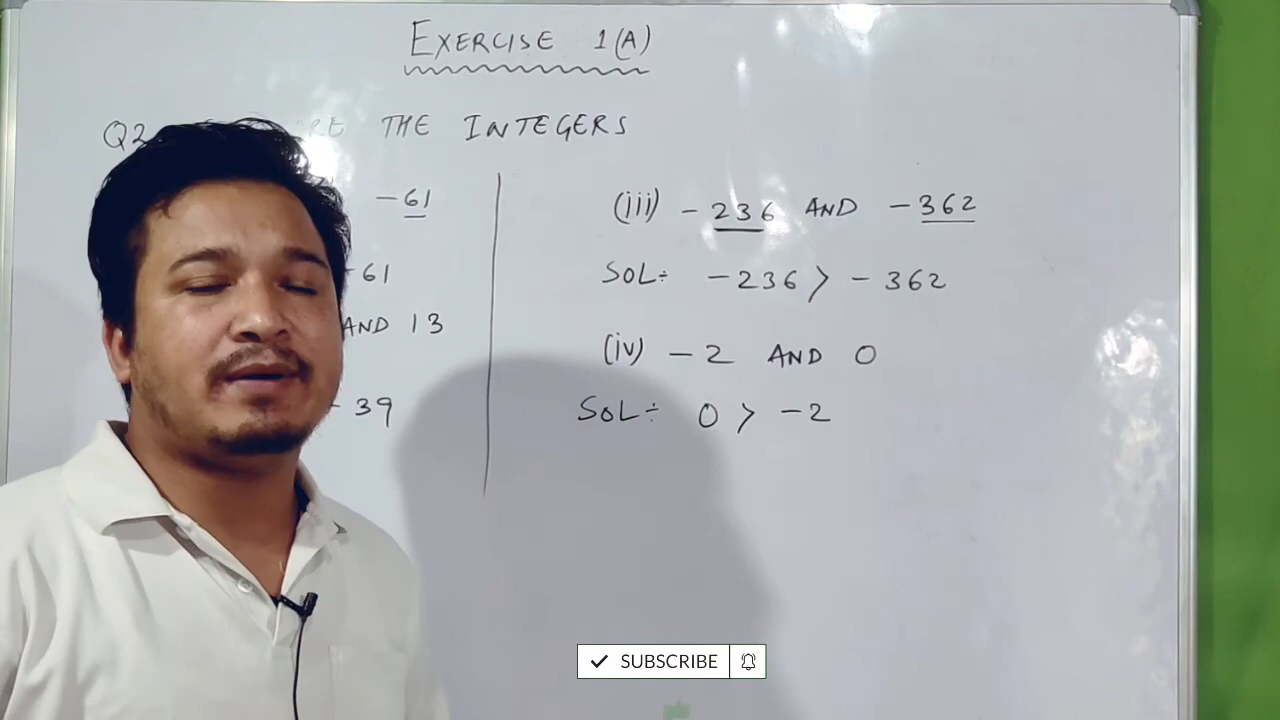 EXERCISE 1(A)
Q2 THE INTEGERS
-61
-61
AND 13
- 39
(iii) -236 AND -362
SOL÷ -236 > -362
(iv) -2 AND 0
SOL÷ 0 > -2
SUBSCRIBE